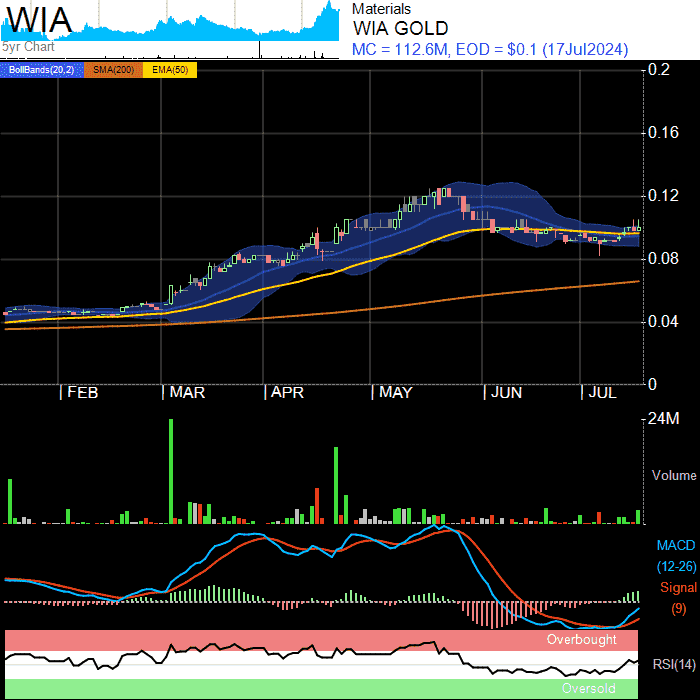 WIA
5yr Chart
Materials
WIA GOLD
MC = 112.6M, EOD = $0.1 (17Jul2024)
BollBands(20,2) SMA(200) EMA(50)
0.2
0.16
0.12
0.08
0.04
0
FEB MAR APR MAY JUN JUL
24M
Volume
MACD
(12-26)
Signal
(9)
Overbought
RSI(14)
Oversold